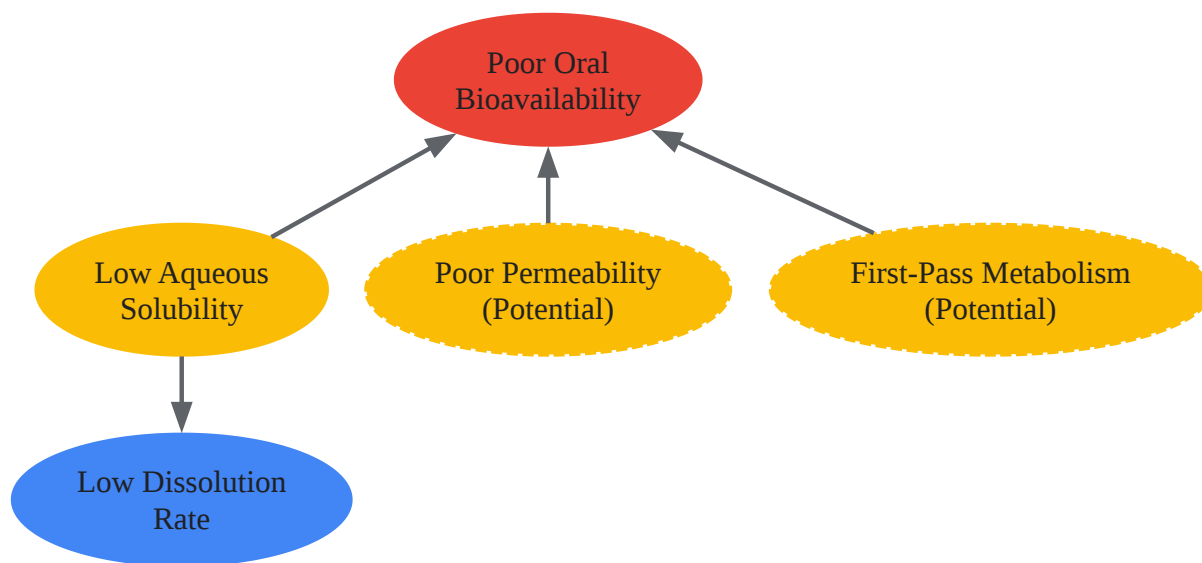 Poor Oral
Bioavailability
Low Aqueous
Solubility
Poor Permeability
(Potential)
First-Pass Metabolism
(Potential)
Low Dissolution
Rate